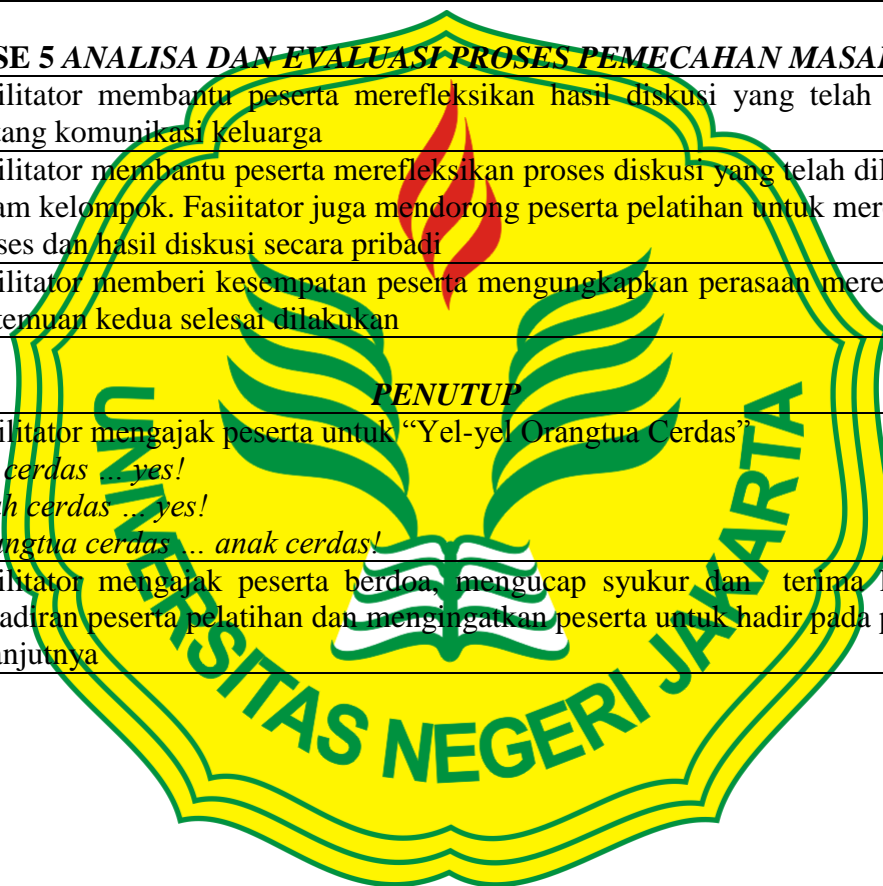 SE 5 ANALISA DAN EVALUASI PROSES PEMECAHAN MASA
ilitator membantu peserta merefleksikan hasil diskusi yang telah
tang komunikasi keluarga
ilitator membantu peserta merefleksikan proses diskusi yang telah dil
am kelompok. Fasiitator juga mendorong peserta pelatihan untuk mer
ses dan hasil diskusi secara pribadi
ilitator memberi kesempatan peserta mengungkapkan perasaan mere
temuan kedua selesai dilakukan
PENUTUP
ilitator mengajak peserta untuk “Yel-yel Orangtua Cerdas”
cerdas … yes!
h cerdas … yes!
ngtua cerdas … anak cerdas!
ilitator mengajak peserta berdoa, mengucap syukur dan terima
adiran peserta pelatihan dan mengingatkan peserta untuk hadir pada p
anjutnya
UNIVERSITAS NEGERI JAKARTA